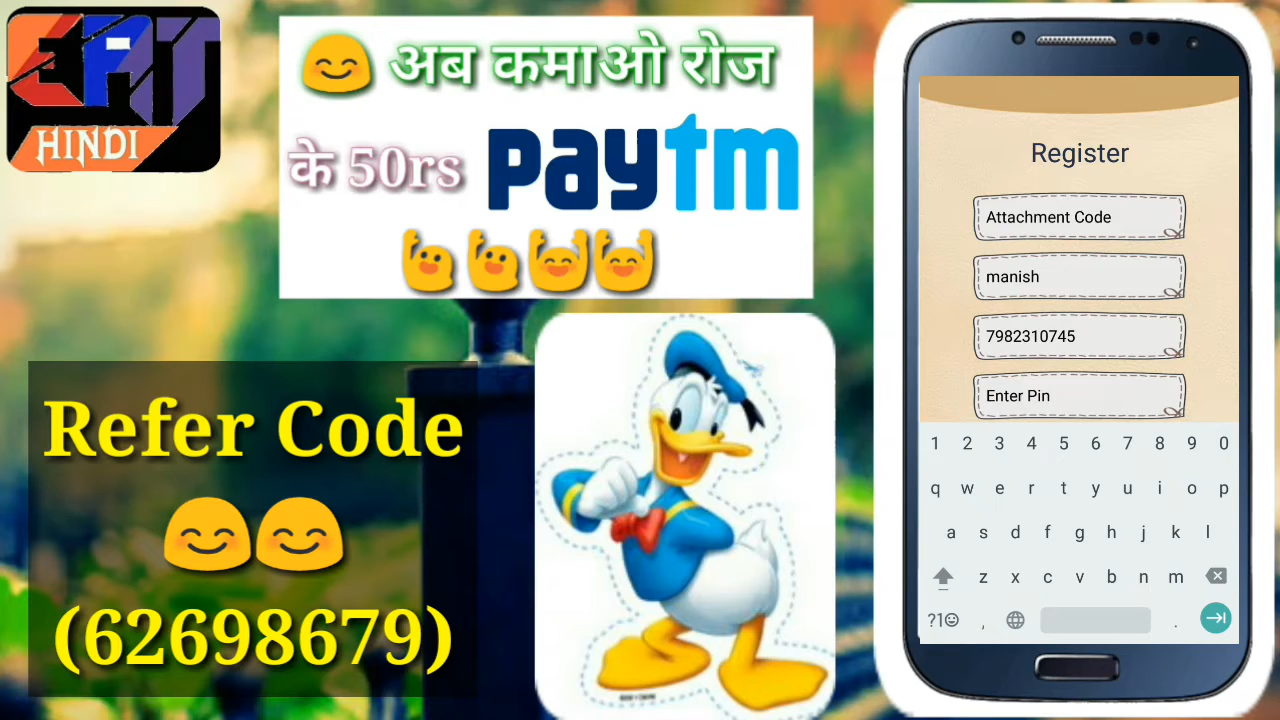 EAT
HINDI
😊 अब कमाओ रोज
के 50rs paytm
Refer Code
😊😊
(62698679)
Register
Attachment Code
manish
7982310745
Enter Pin
1 2 3 4 5 6 7 8 9 0
q w e r t y u i o p
a s d f g h j k l
z x c v b n m
?1☺ , .